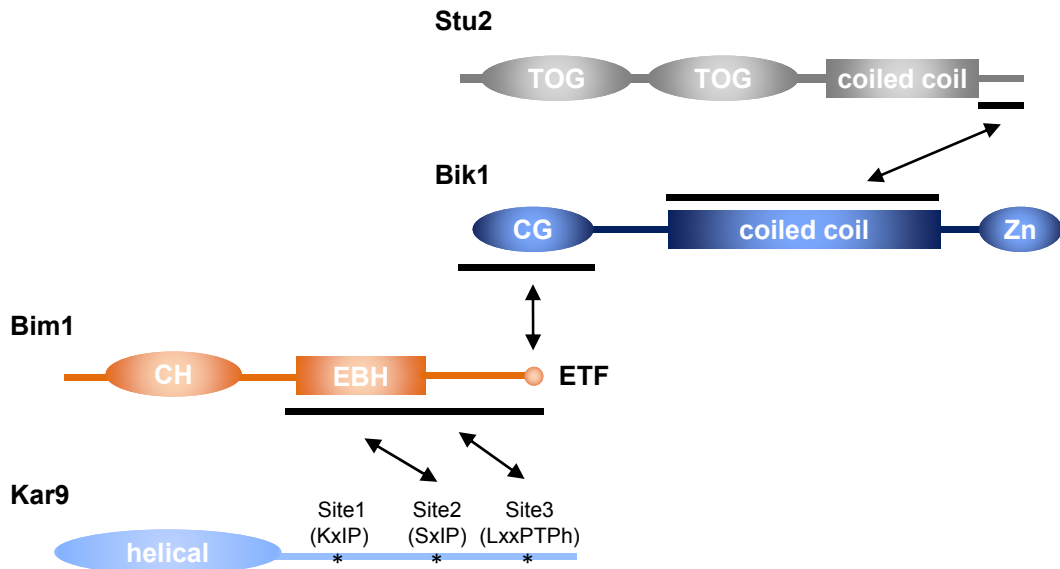 Stu2
TOG TOG coiled coil
Bik1
CG coiled coil Zn
Bim1
CH EBH ETF
Kar9
Site1 Site2 Site3
(KxIP) (SxIP) (LxxPTPh)
helical * * *